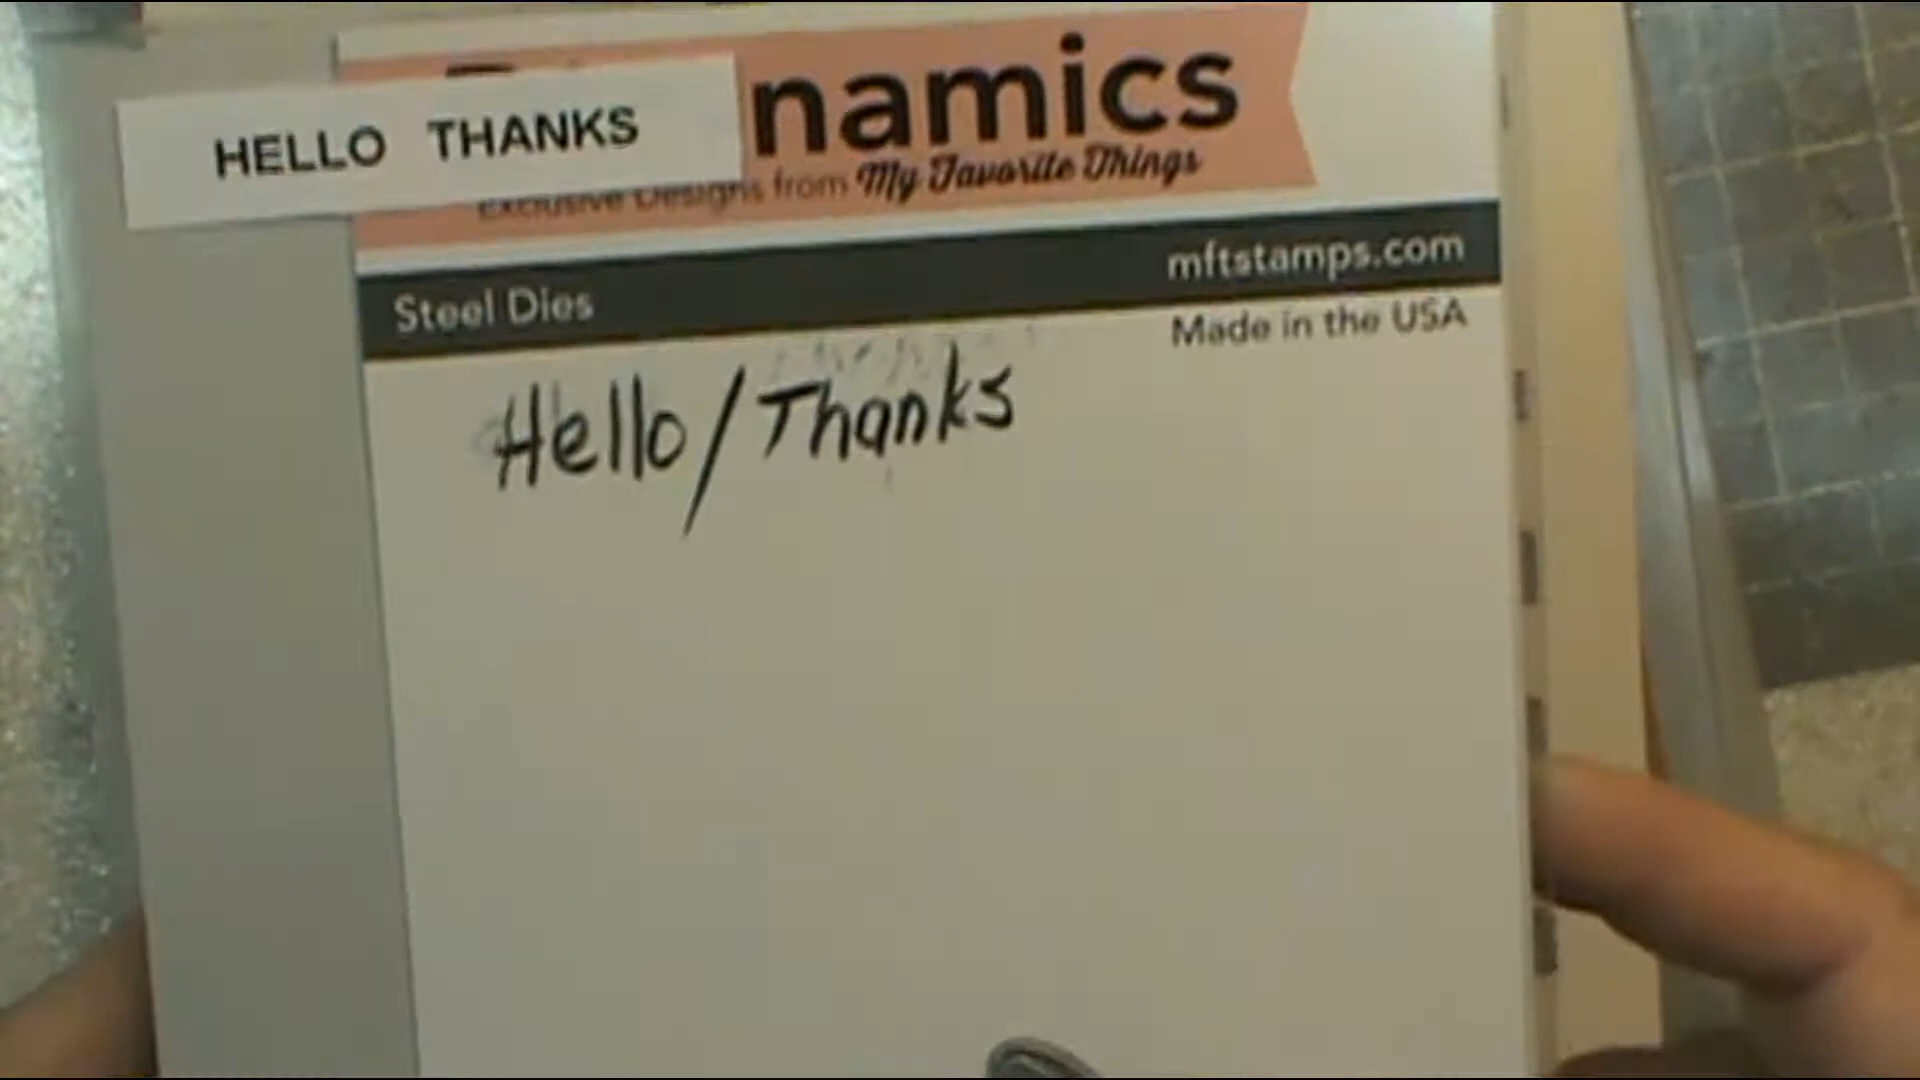 HELLO THANKS
namics
Exclusive Designs from My Favorite Things
mftstamps.com
Steel Dies
Made in the USA
Hello/Thanks